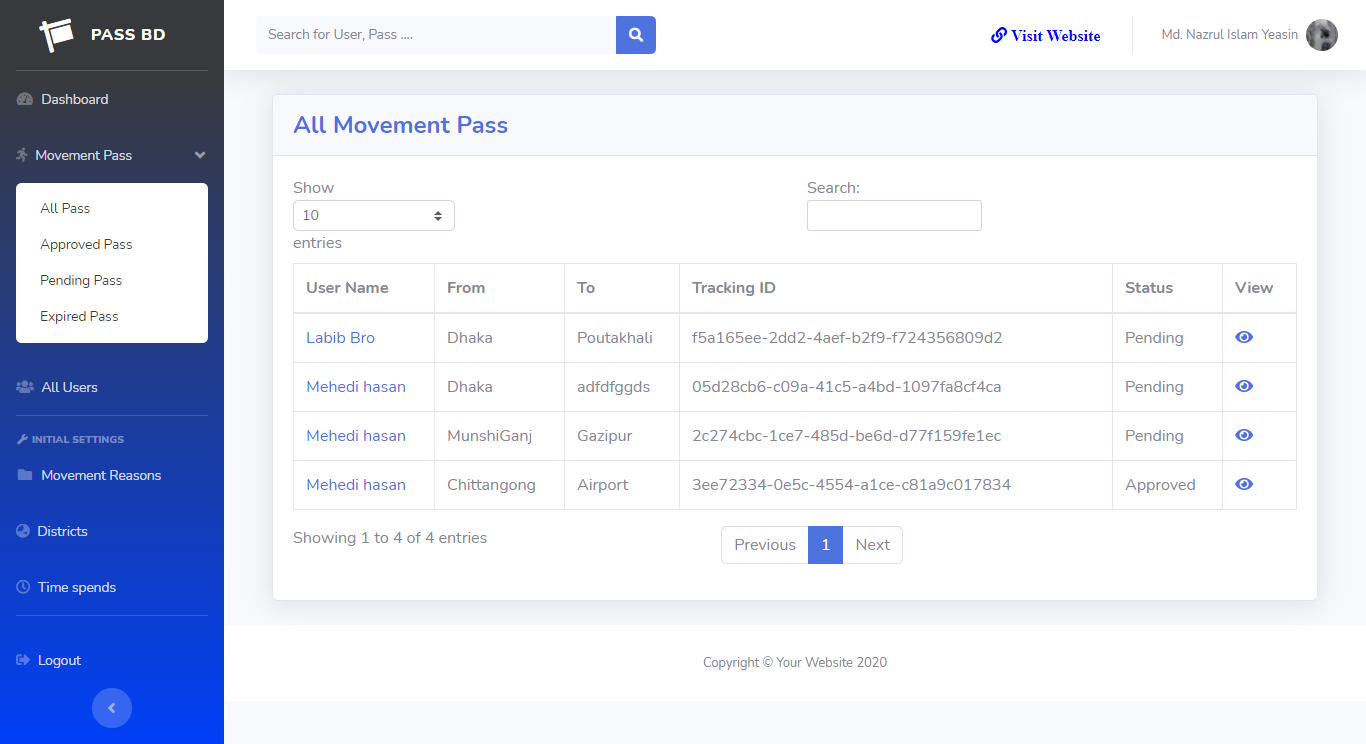 PASS BD
Dashboard
Movement Pass
All Pass
Approved Pass
Pending Pass
Expired Pass
All Users
INITIAL SETTINGS
Movement Reasons
Districts
Time spends
Logout
Search for User, Pass ....
Visit Website
Md. Nazrul Islam Yeasin
All Movement Pass
Show
10
entries
Search:
User Name From To Tracking ID Status View
Labib Bro Dhaka Poutakhali f5a165ee-2dd2-4aef-b2f9-f724356809d2 Pending
Mehedi hasan Dhaka adfdfggds 05d28cb6-c09a-41c5-a4bd-1097fa8cf4ca Pending
Mehedi hasan MunshiGanj Gazipur 2c274cbc-1ce7-485d-be6d-d77f159fe1ec Pending
Mehedi hasan Chittangong Airport 3ee72334-0e5c-4554-a1ce-c81a9c017834 Approved
Showing 1 to 4 of 4 entries
Previous 1 Next
Copyright © Your Website 2020